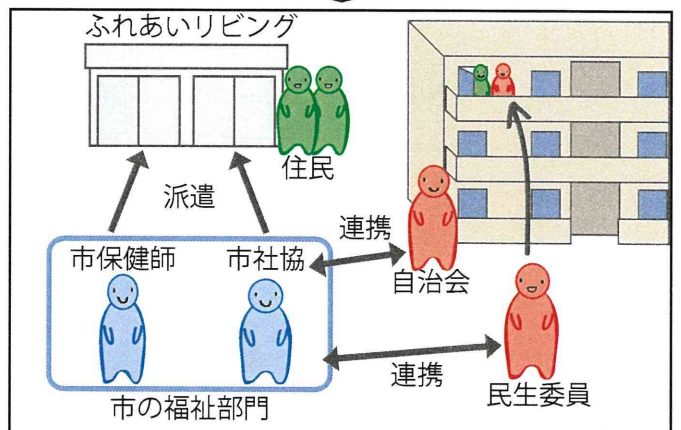 ふれあいリビング
住民
派遣
連携
市保健師
市社協
自治会
連携
民生委員
市の福祉部門